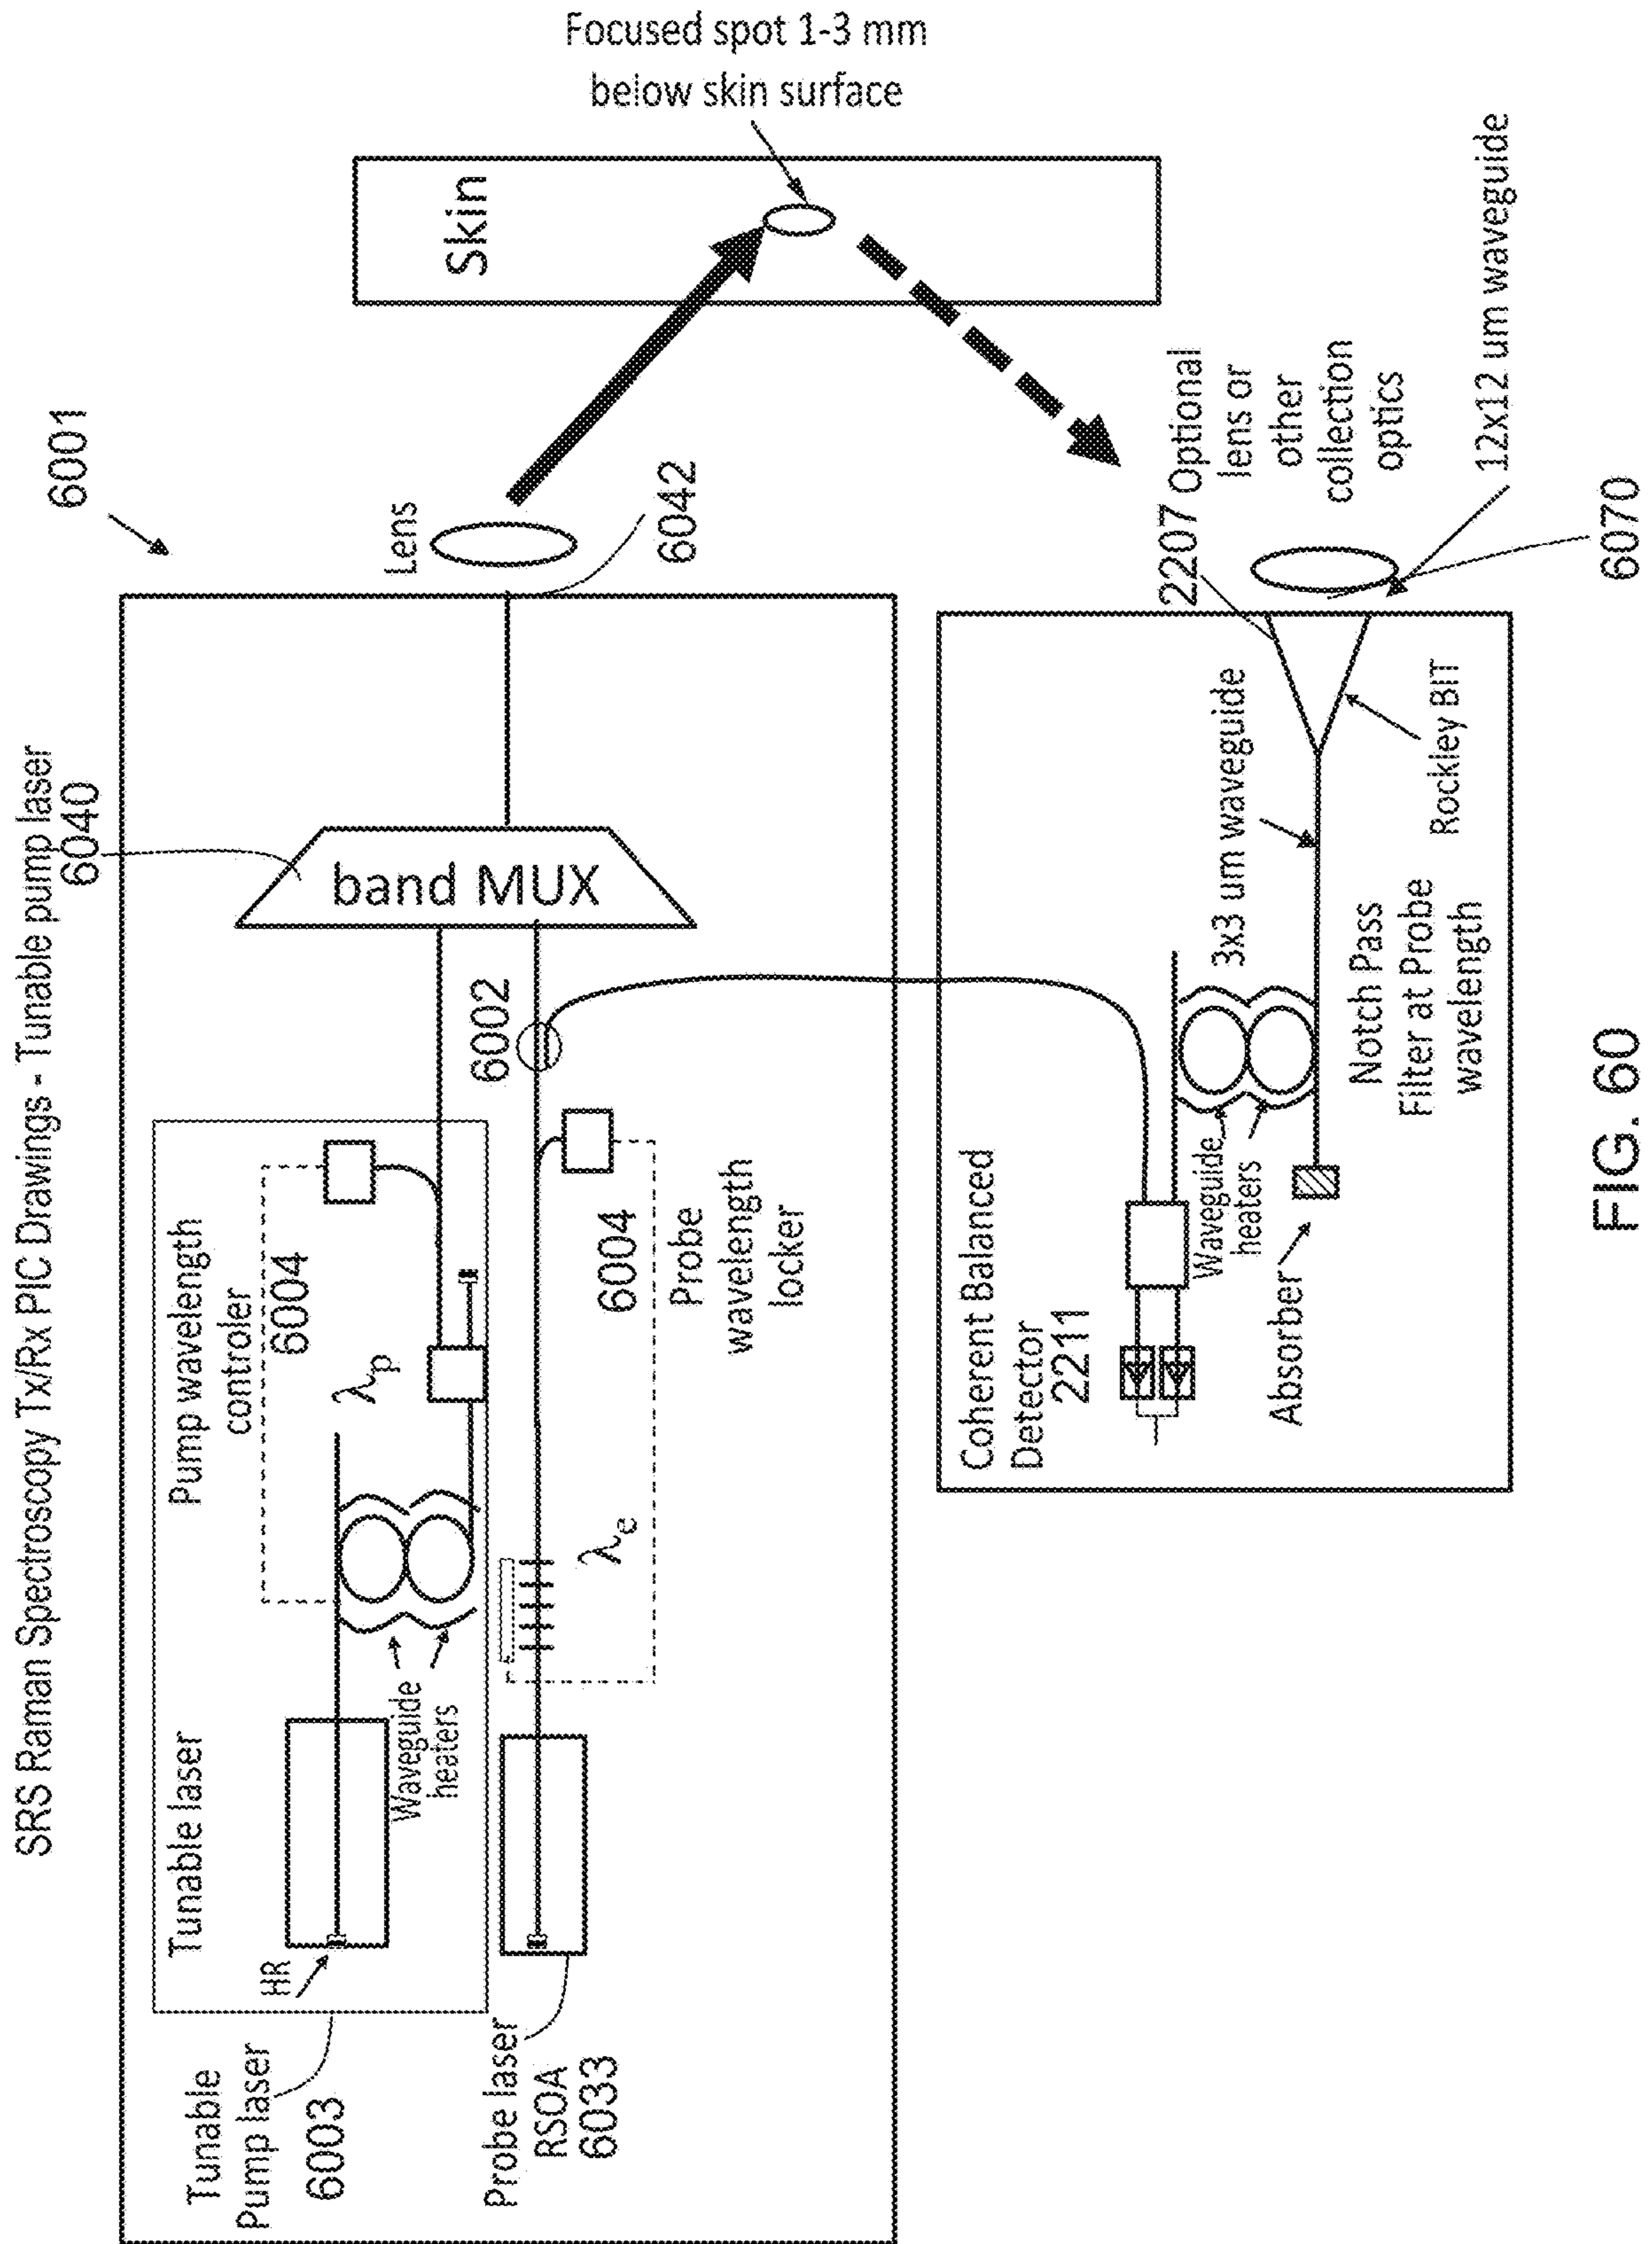 SRS Raman Spectroscopy Tx/Rx PIC Drawings - Tunable pump laser
6001
6040
Focused spot 1-3 mm
below skin surface
Skin
Lens
6042
band MUX
6002
Pump wavelength
controler
6004
λp
Tunable laser
HR
Waveguide
heaters
Tunable
Pump laser
6003
Probe laser
RSOA
6033
λe
6004
Probe
wavelength
locker
Coherent Balanced
Detector
2211
Waveguide
heaters
Absorber
Notch Pass
Filter at Probe
wavelength
3x3 um waveguide
Rockley BIT
2207
Optional
lens or
other
collection
optics
12x12 um waveguide
6070
FIG. 60